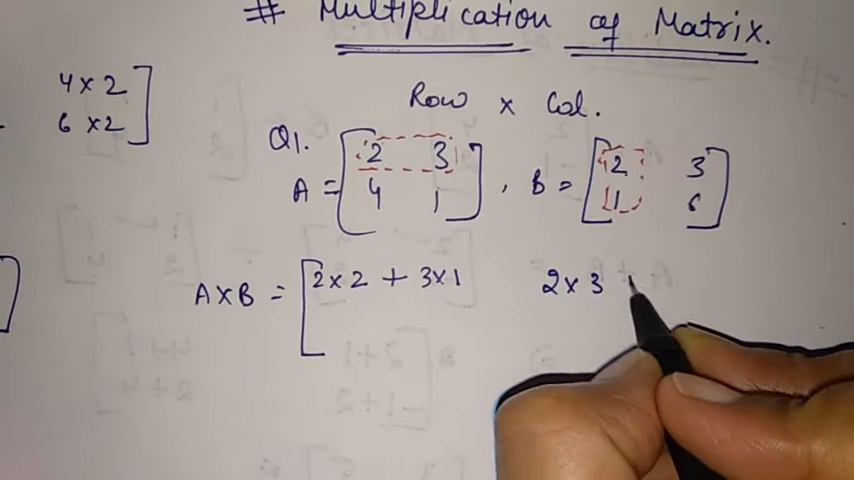 # Multiplication of Matrix.
4 x 2
6 x 2
Row x Col.
Q1.
A = [ 2 3
4 1 ] , B = [ 2 3
1 6 ]
A x B = [ 2 x 2 + 3 x 1 2 x 3